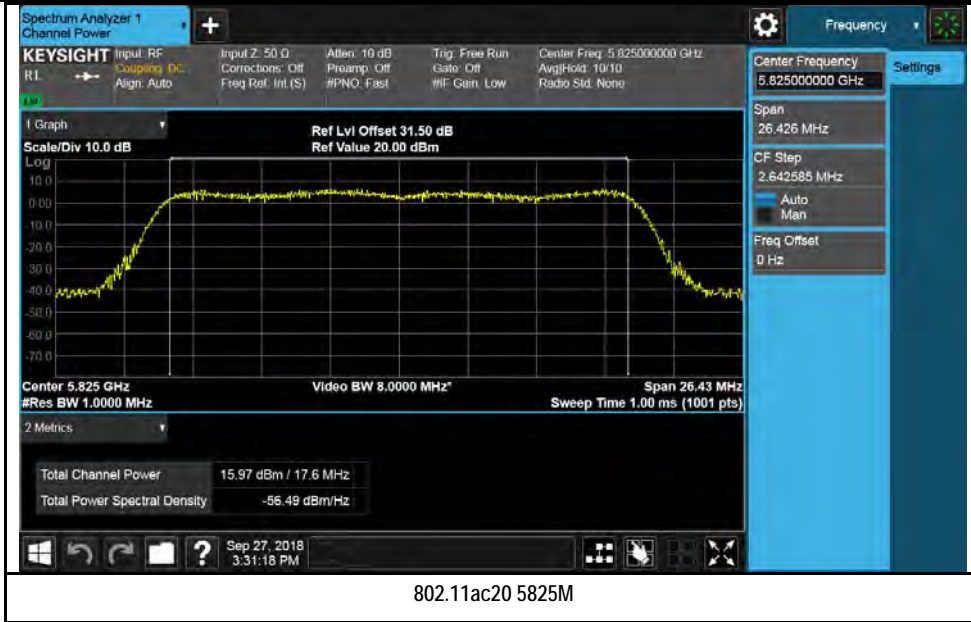 Spectrum Analyzer 1
Channel Power
+
Frequency
KEYSIGHT Input: RF
Coupling: DC
Align: Auto
RL
Input Z: 50 Ω
Corrections: Off
Freq Ref: Int (S)
Atten: 10 dB
Preamp: Off
#PNO: Fast
Trig: Free Run
Gate: Off
#IF Gain: Low
Center Freq: 5.825000000 GHz
Avg|Hold: 10/10
Radio Std: None
Center Frequency
5.825000000 GHz
Settings
Span
26.426 MHz
CF Step
2.642585 MHz
Auto
Man
Freq Offset
0 Hz
1 Graph
Scale/Div 10.0 dB
Ref Lvl Offset 31.50 dB
Ref Value 20.00 dBm
Log
10.0
0.00
-10.0
-20.0
-30.0
-40.0
-50.0
-60.0
-70.0
Center 5.825 GHz
#Res BW 1.0000 MHz
Video BW 8.0000 MHz*
Span 26.43 MHz
Sweep Time 1.00 ms (1001 pts)
2 Metrics
Total Channel Power 15.97 dBm / 17.6 MHz
Total Power Spectral Density -56.49 dBm/Hz
?
Sep 27, 2018
3:31:18 PM
802.11ac20 5825M